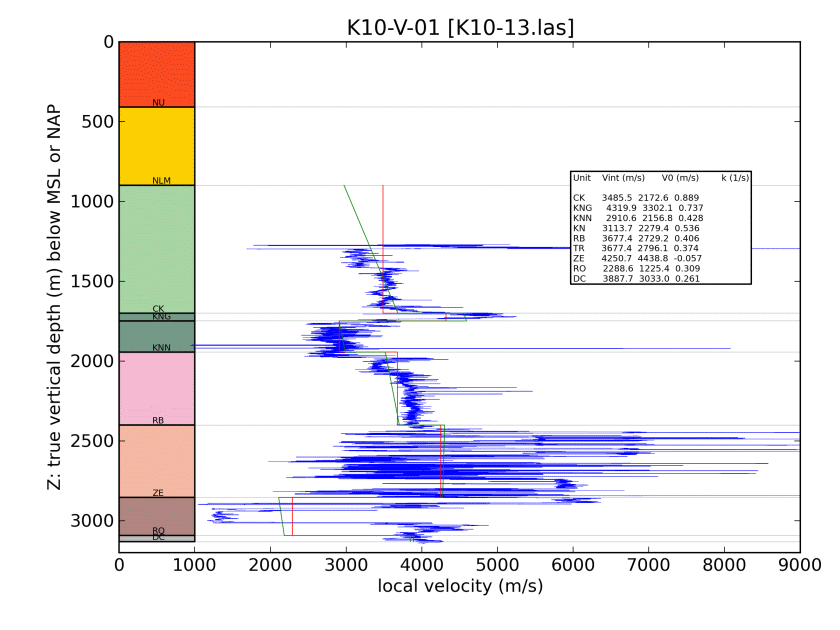 K10-V-01 [K10-13.las]
Z: true vertical depth (m) below MSL or NAP
0
500
1000
1500
2000
2500
3000
NU
NLM
CK
KNG
KNN
RB
ZE
RO
DC
Unit Vint (m/s) V0 (m/s) k (1/s)
CK 3485.5 2172.6 0.889
KNG 4319.9 3302.1 0.737
KNN 2910.6 2156.8 0.428
KN 3113.7 2279.4 0.536
RB 3677.4 2729.2 0.406
TR 3677.4 2796.1 0.374
ZE 4250.7 4438.8 -0.057
RO 2288.6 1225.4 0.309
DC 3887.7 3033.0 0.261
0 1000 2000 3000 4000 5000 6000 7000 8000 9000
local velocity (m/s)